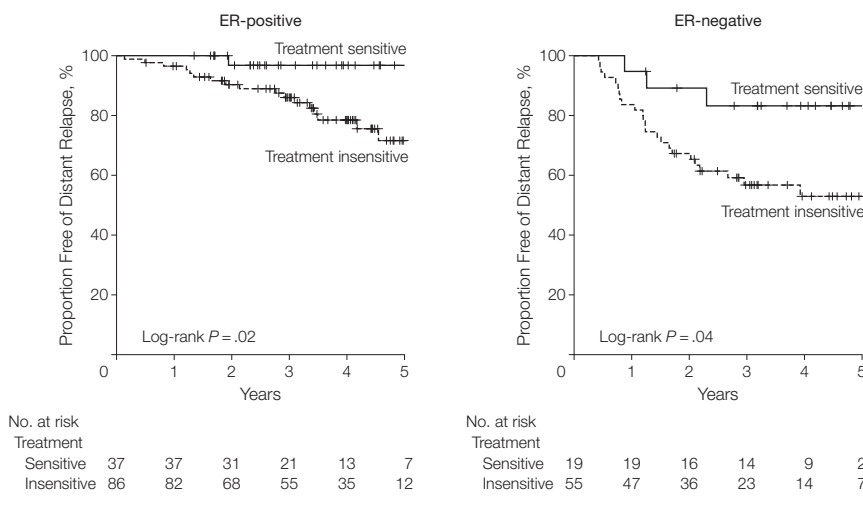 ER-positive
Proportion Free of Distant Relapse, %
100
80
60
40
20
0
Treatment sensitive
Treatment insensitive
Log-rank P = .02
1 2 3 4 5
Years
No. at risk
Treatment
Sensitive 37 37 31 21 13 7
Insensitive 86 82 68 55 35 12
ER-negative
Proportion Free of Distant Relapse, %
100
80
60
40
20
0
Treatment sensitive
Treatment insensitive
Log-rank P = .04
1 2 3 4 5
Years
No. at risk
Treatment
Sensitive 19 19 16 14 9 2
Insensitive 55 47 36 23 14 7